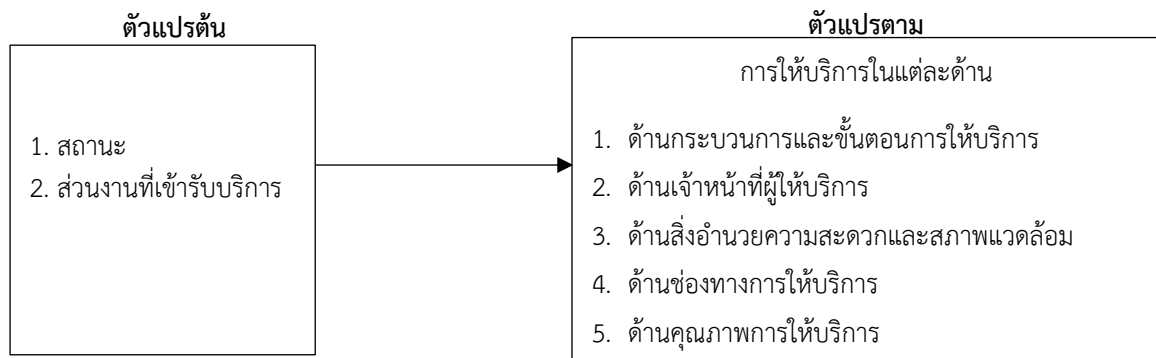 ตัวแปรต้น
1. สถานะ
2. ส่วนงานที่เข้ารับบริการ
ตัวแปรตาม
การให้บริการในแต่ละด้าน
1. ด้านกระบวนการและขั้นตอนการให้บริการ
2. ด้านเจ้าหน้าที่ผู้ให้บริการ
3. ด้านสิ่งอำนวยความสะดวกและสภาพแวดล้อม
4. ด้านช่องทางการให้บริการ
5. ด้านคุณภาพการให้บริการ